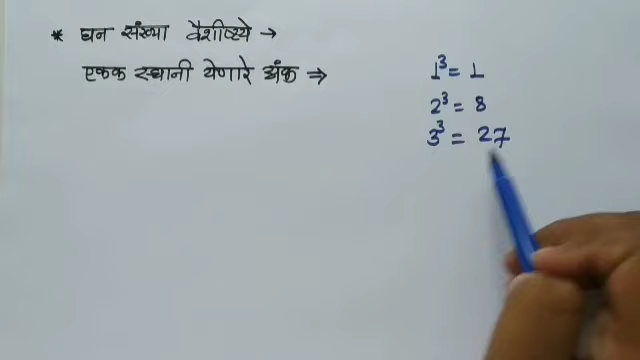 * घन संख्या वैशीष्ट्ये →
एकक स्थानी येणारे अंक ⇒
1³ = 1
2³ = 8
3³ = 27